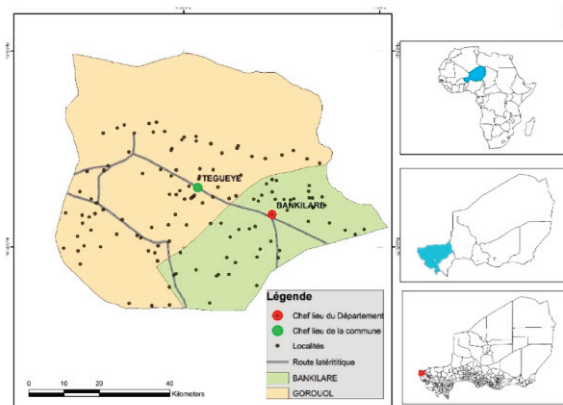 TEGUEYE
BANKILARE
Légende
Chef lieu du Département
Chef lieu de la commune
Localités
Route latéritique
BANKILARE
GOROUOL
0 10 20 40
Kilometers